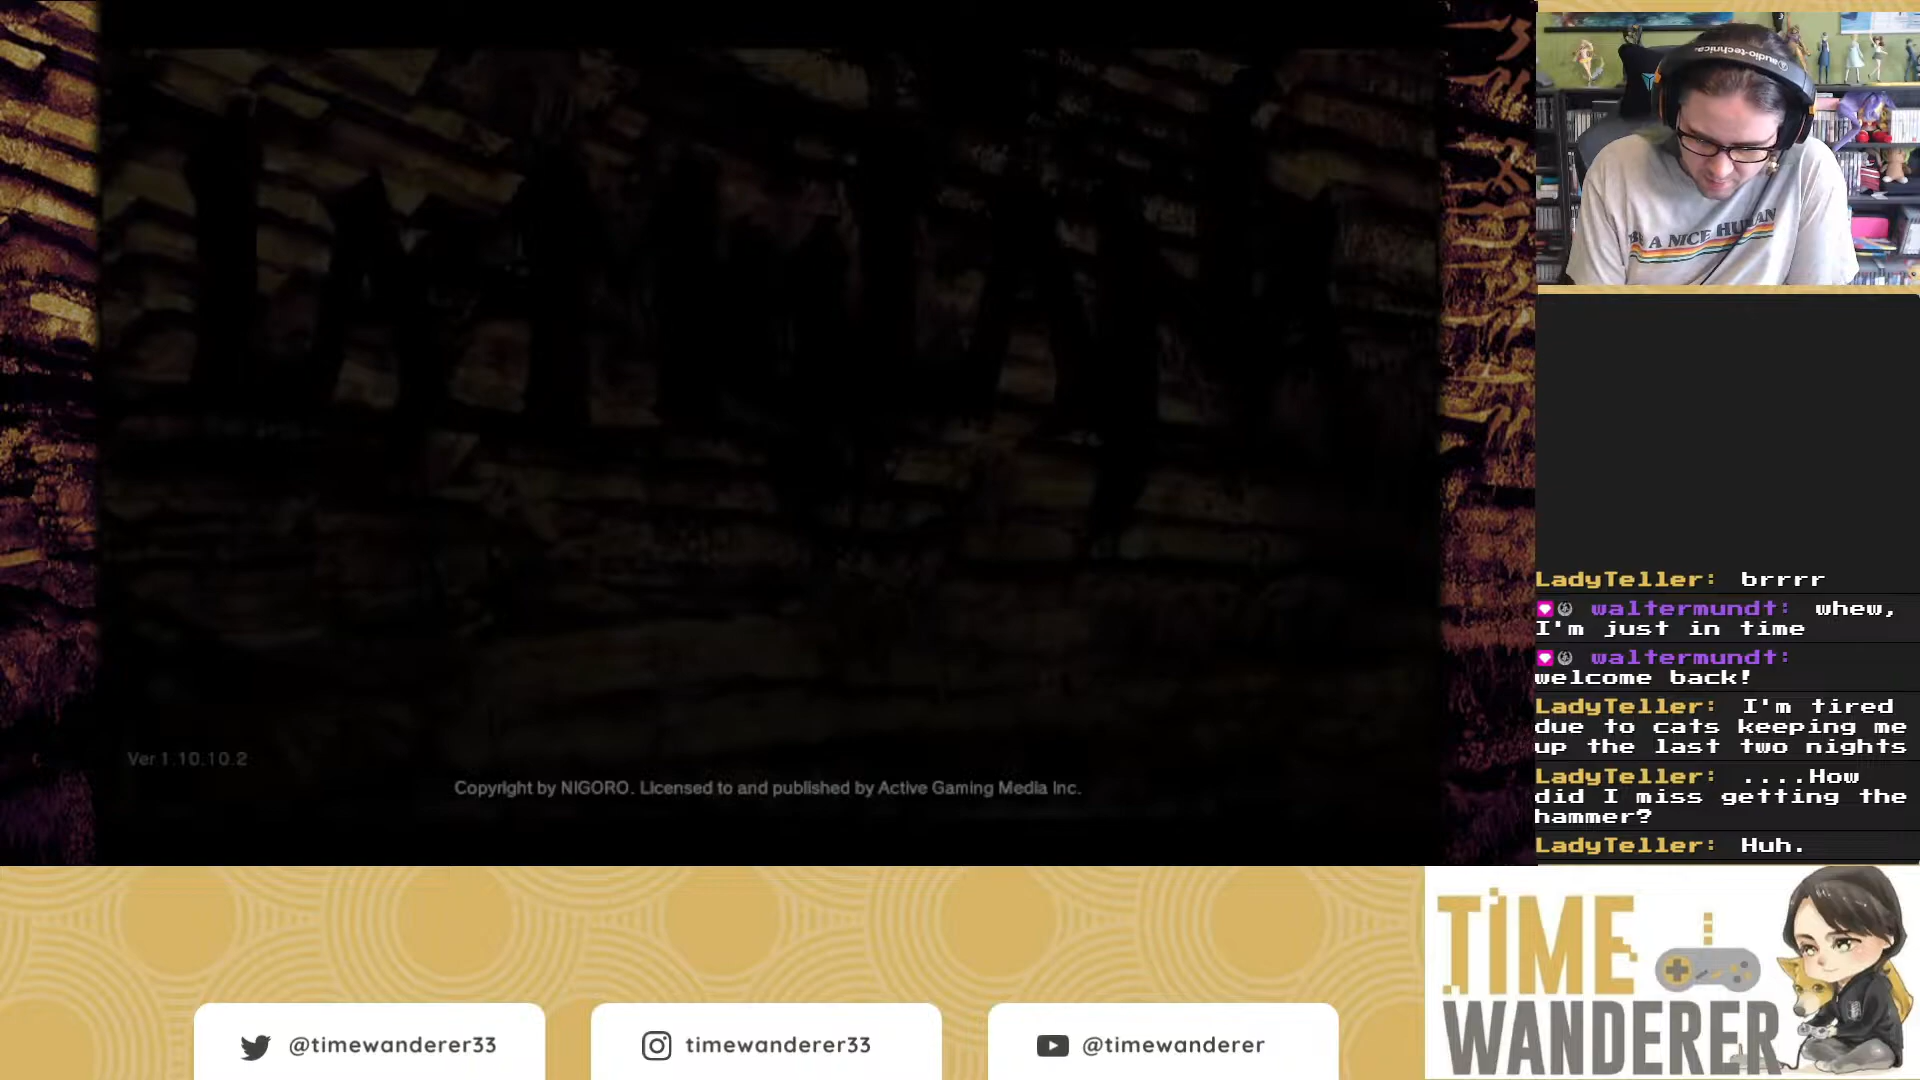 audio-technica
BE A NICE HUMAN
LadyTeller: brrrr
waltermundt: whew,
I'm just in time
waltermundt:
welcome back!
LadyTeller: I'm tired
due to cats keeping me
up the last two nights
LadyTeller: ....How
did I miss getting the
hammer?
LadyTeller: Huh.
Ver 1.10.10.2
Copyright by NIGORO. Licensed to and published by Active Gaming Media Inc.
TIME
WANDERER
@timewanderer33
timewanderer33
@timewanderer